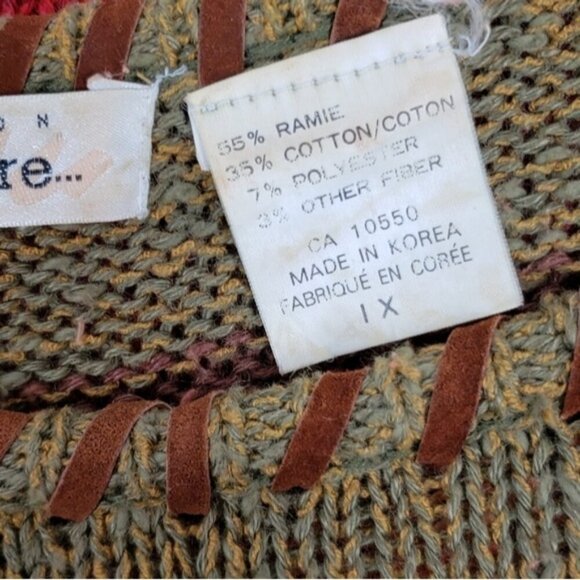 O N
re...
55% RAMIE
35% COTTON/COTON
7% POLYESTER
3% OTHER FIBER
CA 10550
MADE IN KOREA
FABRIQUÉ EN CORÉE
1 X